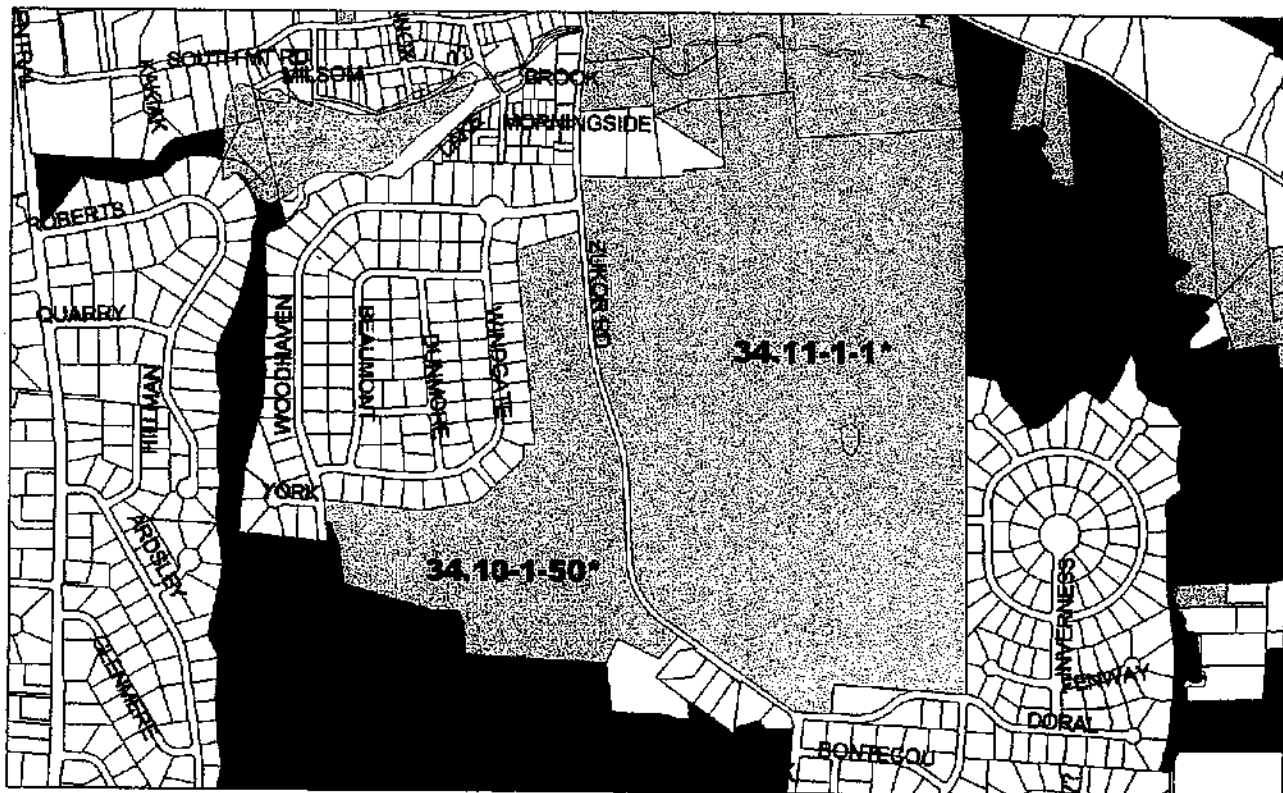 SOUTH MT RD
MILSOM
BROOK
MORNINGSIDE
ROBERTS
QUARRY
HILLMAN
WOODHAVEN
BEAUMONT
DUNMORE
WINDGATE
ZUKOR RD
34.11-1-1*
YORK
ARDSLEY
34.10-1-50*
GLENMERE
INVERNESS
DORAL
BONTECOU